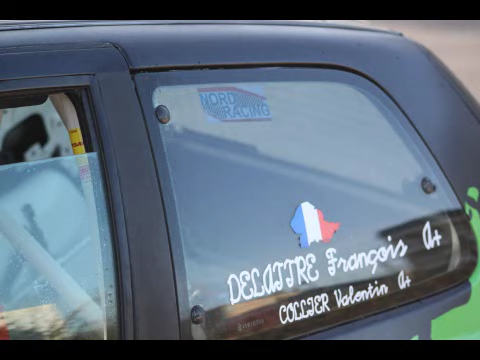 NORD
RACING
DELATTRE François A+
COLLIER Valentin A+